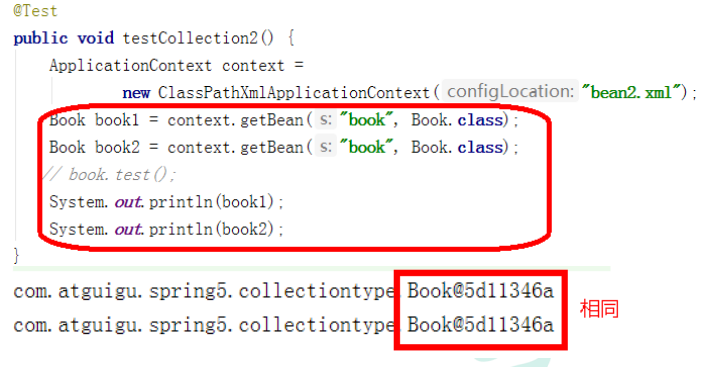 @Test
public void testCollection2() {
ApplicationContext context =
new ClassPathXmlApplicationContext( configLocation: "bean2.xml");
Book book1 = context.getBean( s: "book", Book.class);
Book book2 = context.getBean( s: "book", Book.class);
// book.test();
System.out.println(book1);
System.out.println(book2);
}
com.atguigu.spring5.collectiontype.Book@5d11346a
com.atguigu.spring5.collectiontype.Book@5d11346a
相同